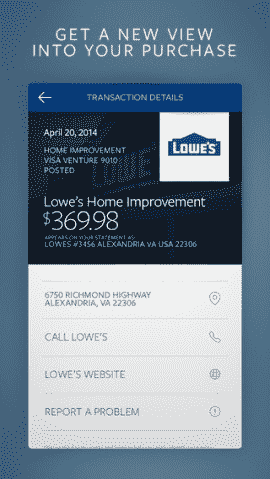 GET A NEW VIEW
INTO YOUR PURCHASE
TRANSACTION DETAILS
April 20, 2014
HOME IMPROVEMENT
VISA VENTURE 9010
POSTED
LOWE'S
Lowe's Home Improvement
$369.98
APPEARS ON YOUR STATEMENT AS:
LOWES #3456 ALEXANDRIA VA USA 22306
6750 RICHMOND HIGHWAY
ALEXANDRIA, VA 22306
CALL LOWE'S
LOWE'S WEBSITE
REPORT A PROBLEM